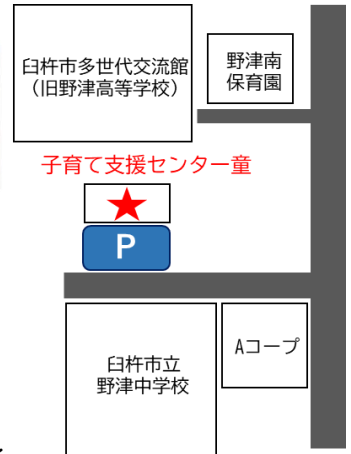 臼杵市多世代交流館
（旧野津高等学校）
野津南
保育園
子育て支援センター童
P
Aコープ
臼杵市立
野津中学校